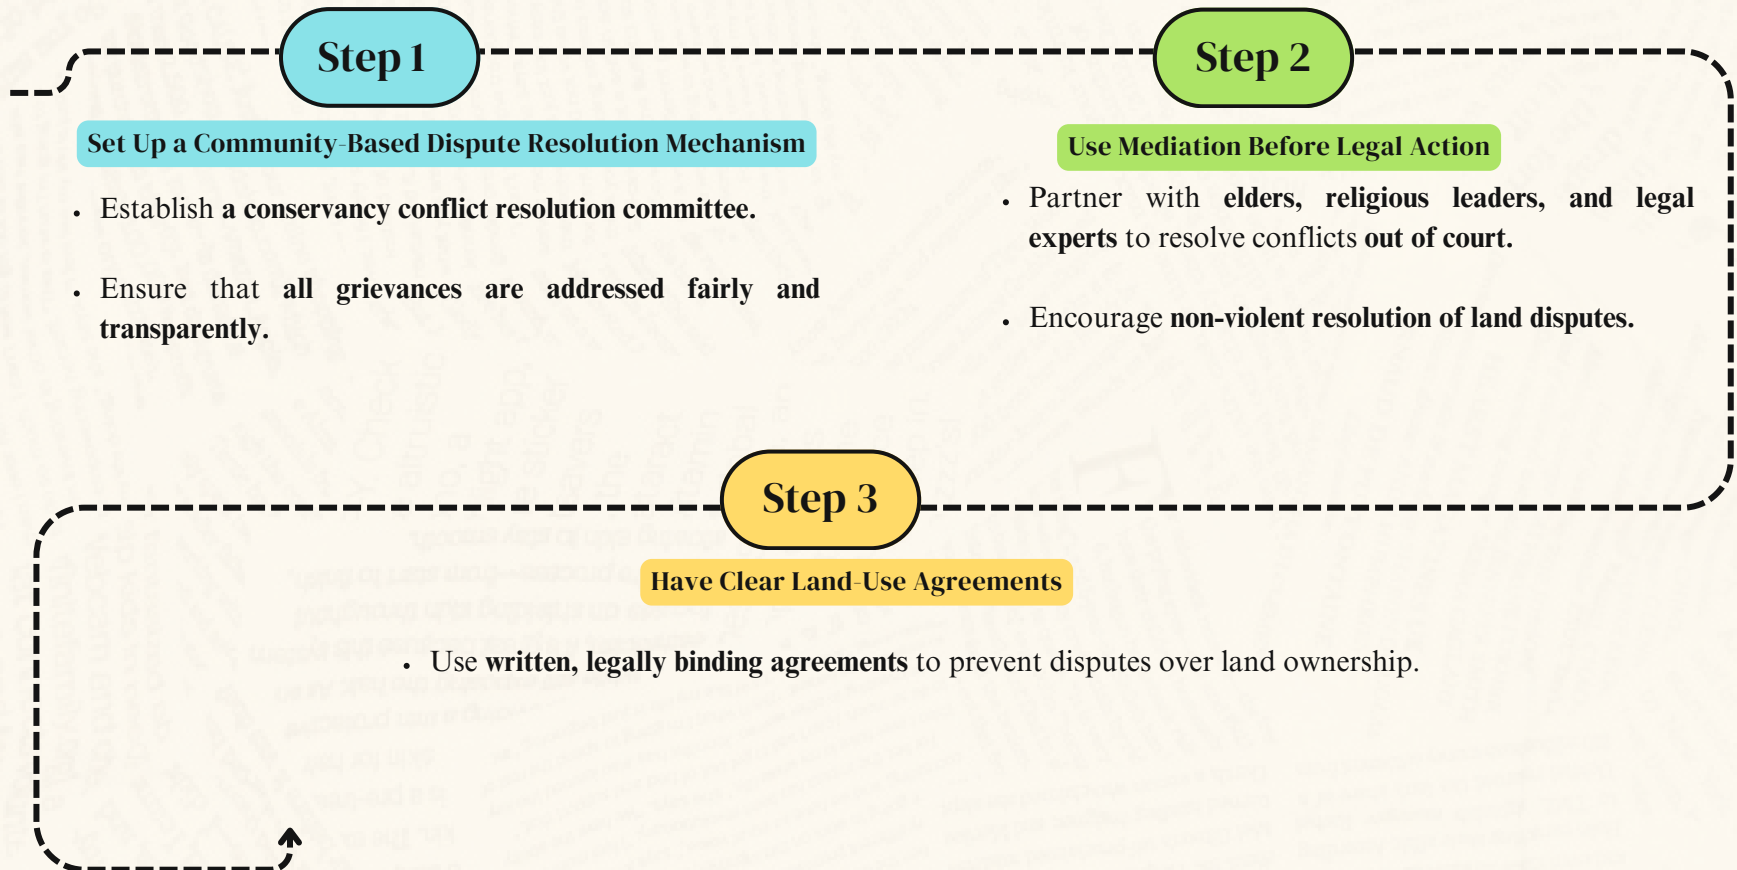 Step 1
Set Up a Community-Based Dispute Resolution Mechanism
• Establish a conservancy conflict resolution committee.
• Ensure that all grievances are addressed fairly and
transparently.
Step 2
Use Mediation Before Legal Action
• Partner with elders, religious leaders, and legal
experts to resolve conflicts out of court.
• Encourage non-violent resolution of land disputes.
Step 3
Have Clear Land-Use Agreements
• Use written, legally binding agreements to prevent disputes over land ownership.